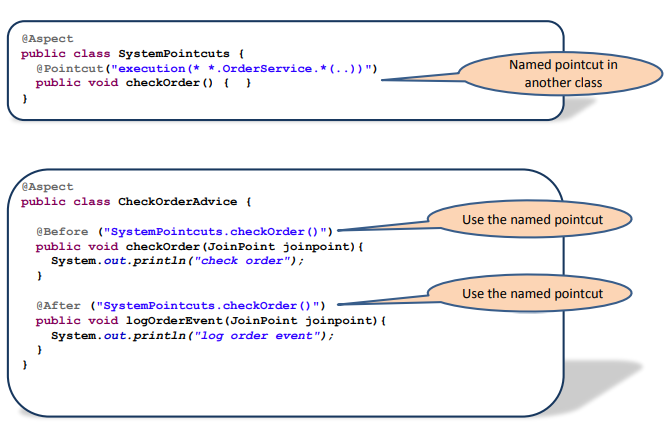 @Aspect
public class SystemPointcuts {
@Pointcut("execution(* *.OrderService.*(..))")
public void checkOrder() {  }
}
Named pointcut in
another class
@Aspect
public class CheckOrderAdvice {
@Before ("SystemPointcuts.checkOrder()")
public void checkOrder(JoinPoint joinpoint){
System.out.println("check order");
}
Use the named pointcut
@After ("SystemPointcuts.checkOrder()")
public void logOrderEvent(JoinPoint joinpoint){
System.out.println("log order event");
}
}
Use the named pointcut